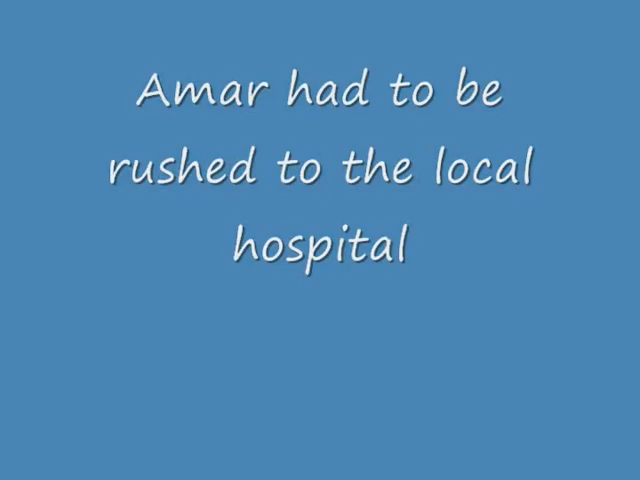 Amar had to be
rushed to the local
hospital